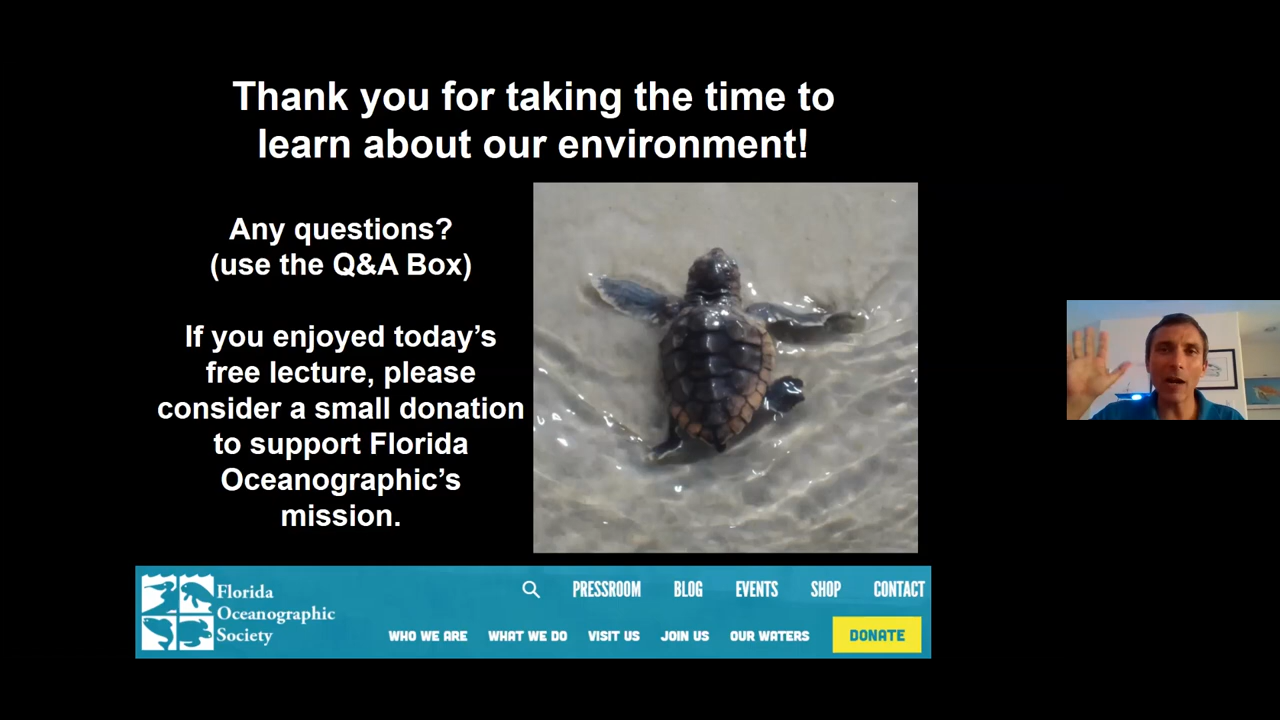 Thank you for taking the time to
learn about our environment!
Any questions?
(use the Q&A Box)
If you enjoyed today’s
free lecture, please
consider a small donation
to support Florida
Oceanographic’s
mission.
Florida
Oceanographic
Society
PRESSROOM BLOG EVENTS SHOP CONTACT
WHO WE ARE WHAT WE DO VISIT US JOIN US OUR WATERS DONATE